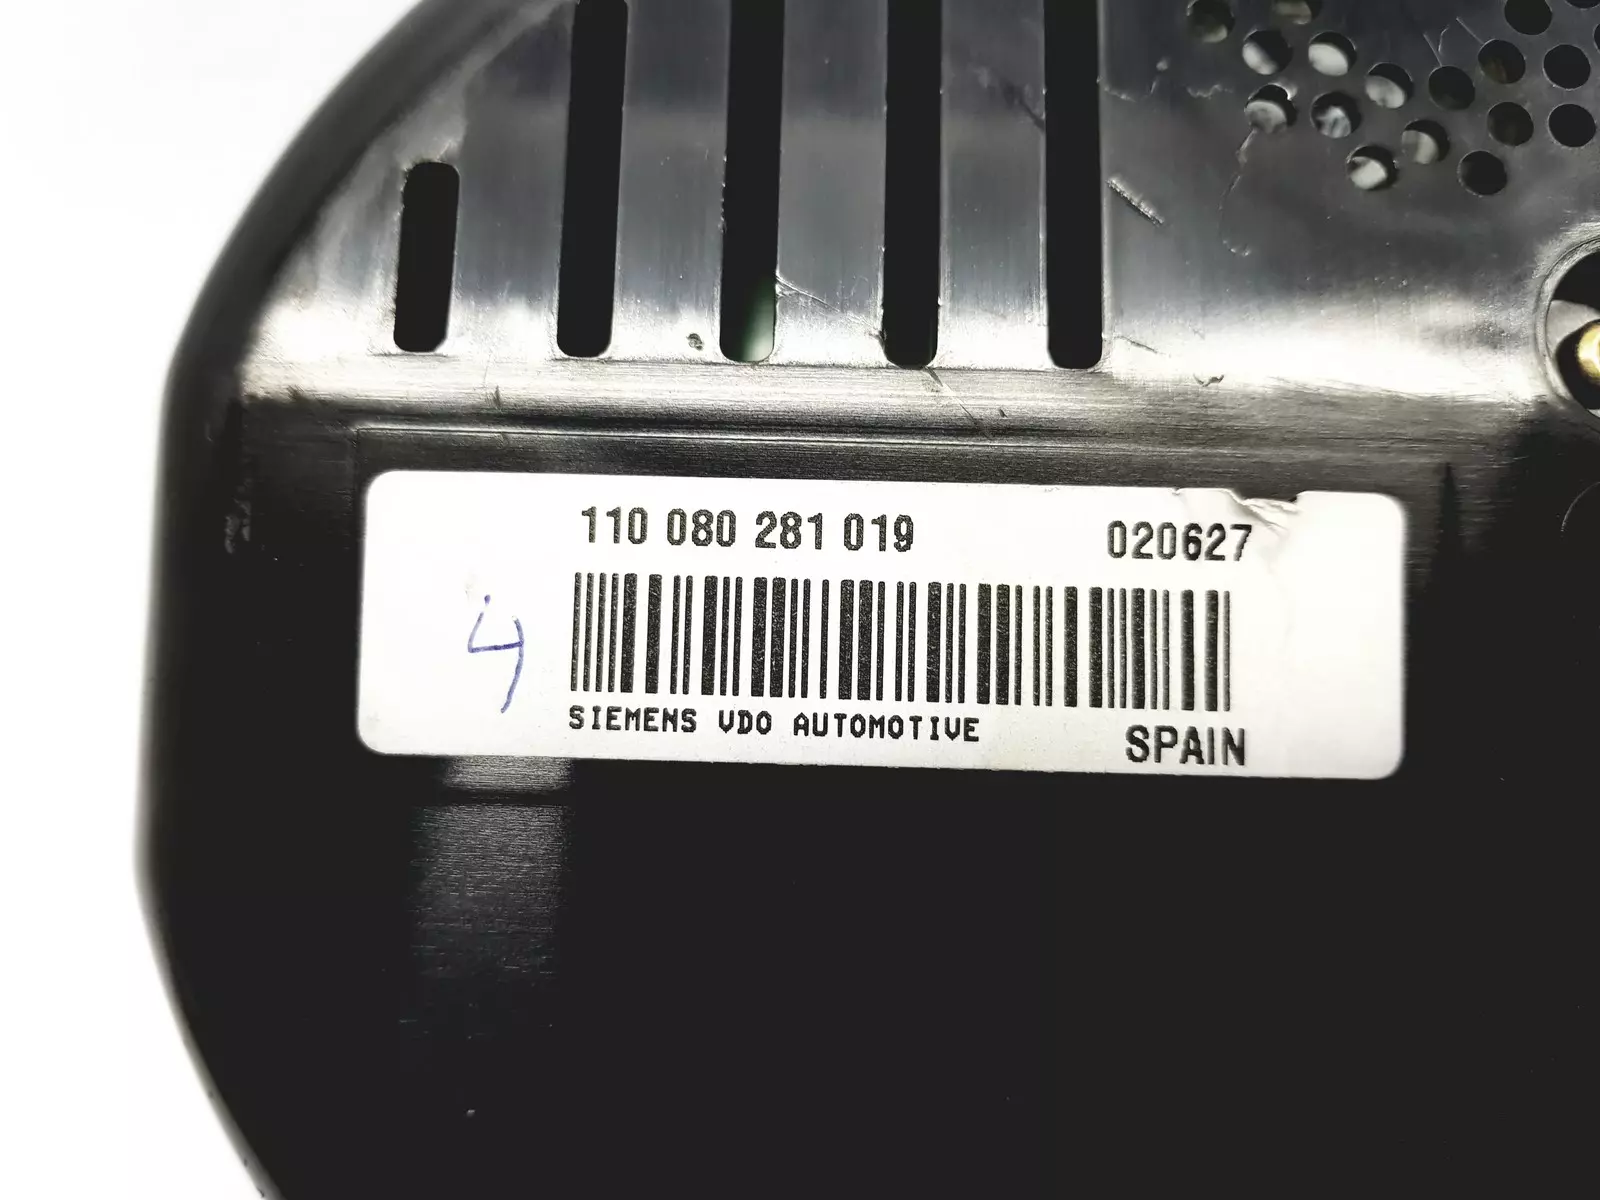 110 080 281 019 020627
4
SIEMENS VDO AUTOMOTIVE
SPAIN